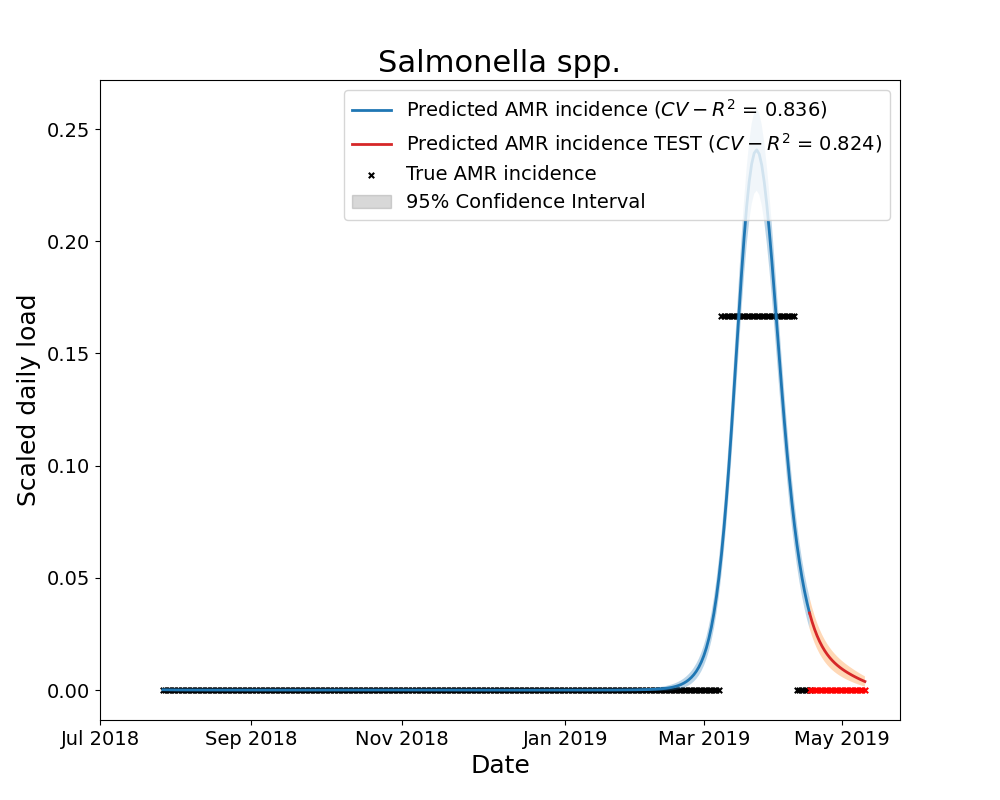 Salmonella spp.
Predicted AMR incidence (CV − R² = 0.836)
Predicted AMR incidence TEST (CV − R² = 0.824)
True AMR incidence
95% Confidence Interval
Scaled daily load
0.25
0.20
0.15
0.10
0.05
0.00
Jul 2018 Sep 2018 Nov 2018 Jan 2019 Mar 2019 May 2019
Date